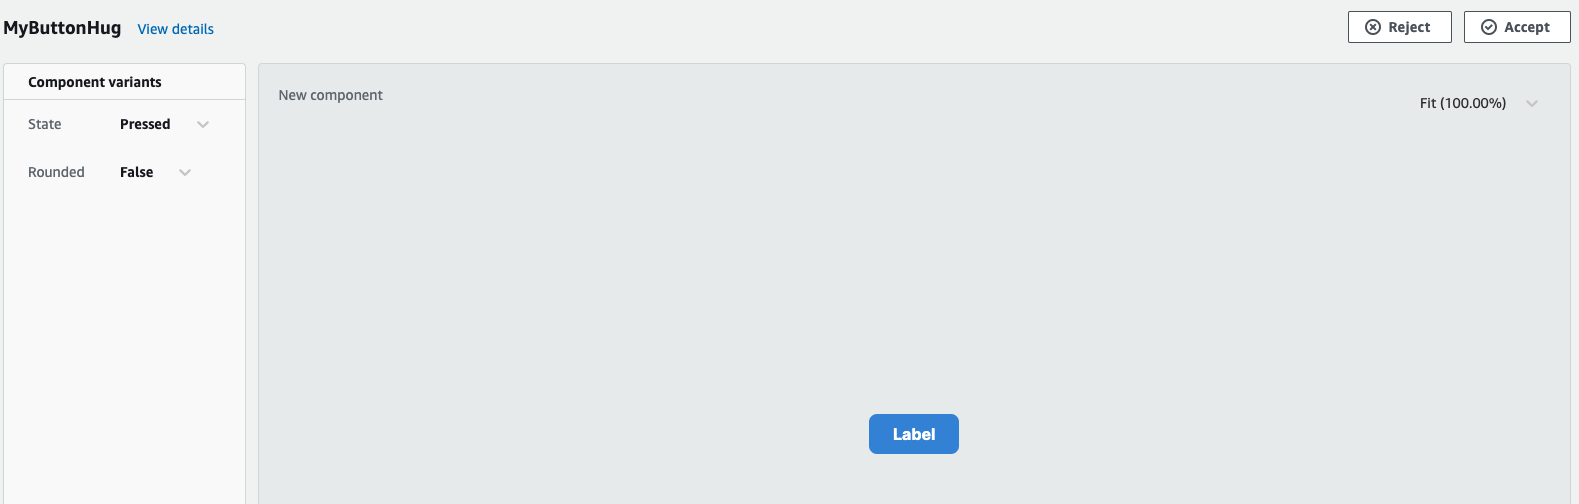 MyButtonHug View details
Reject Accept
Component variants
State Pressed
Rounded False
New component
Fit (100.00%)
Label